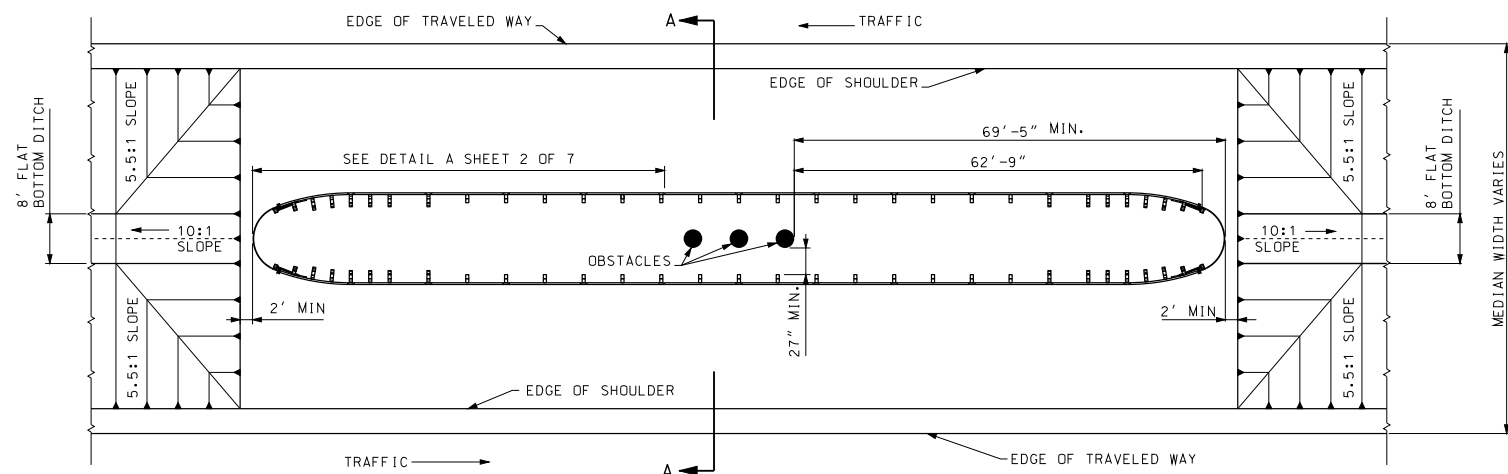 EDGE OF TRAVELED WAY
A
TRAFFIC
EDGE OF SHOULDER
8' FLAT
BOTTOM DITCH
5.5:1 SLOPE
69'-5" MIN.
SEE DETAIL A SHEET 2 OF 7
62'-9"
5.5:1 SLOPE
8' FLAT
BOTTOM DITCH
10:1
SLOPE
OBSTACLES
10:1
SLOPE
MEDIAN WIDTH VARIES
2' MIN
27" MIN.
2' MIN
5.5:1 SLOPE
5.5:1 SLOPE
EDGE OF SHOULDER
TRAFFIC
A
EDGE OF TRAVELED WAY